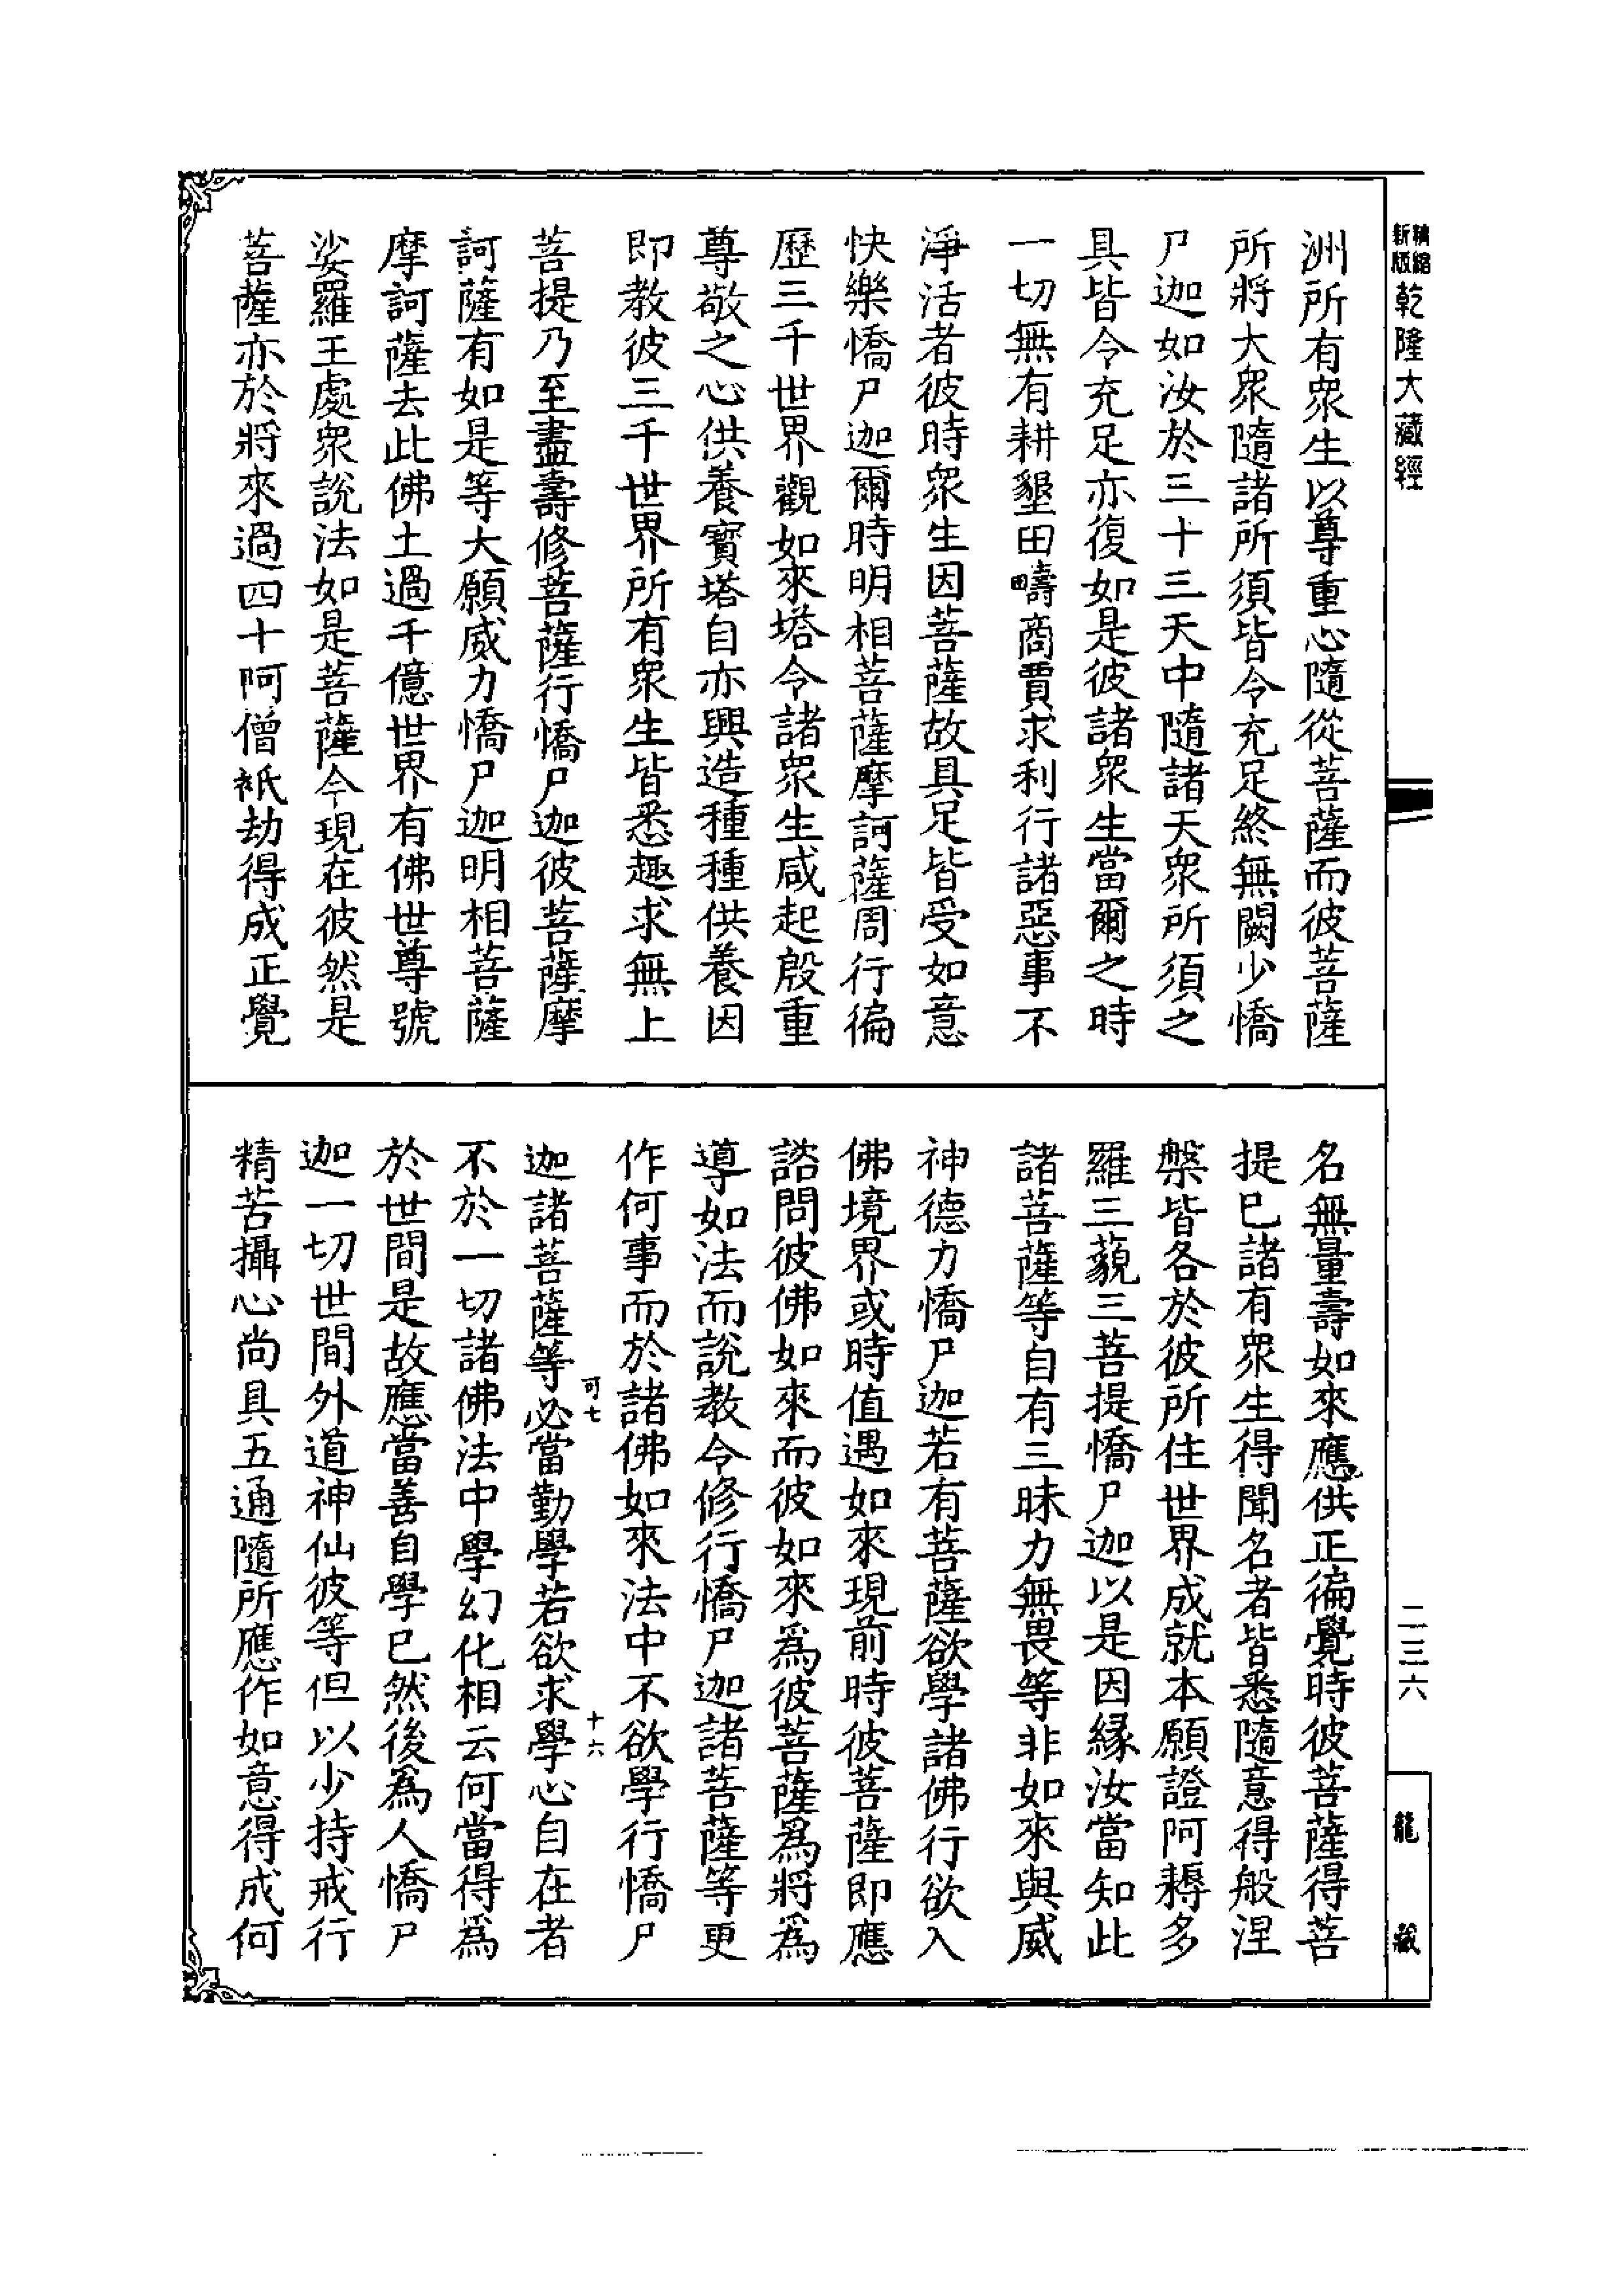 精縮
新版
乾隆大藏經
二三六
龍藏
洲所有衆生以尊重心隨從菩薩而彼菩薩
所將大衆隨諸所須皆令充足終無闕少憍
尸迦如汝於三十三天中隨諸天衆所須之
具皆令充足亦復如是彼諸衆生當爾之時
一切無有耕墾田疇商賈求利行諸惡事不
淨活者彼時衆生因菩薩故具足皆受如意
快樂憍尸迦爾時明相菩薩摩訶薩周行徧
歷三千世界觀如來塔令諸衆生咸起殷重
尊敬之心供養寳塔自亦興造種種供養因
即教彼三千世界所有衆生皆悉趣求無上
菩提乃至盡壽修菩薩行憍尸迦彼菩薩摩
訶薩有如是等大願威力憍尸迦明相菩薩
摩訶薩去此佛土過千億世界有佛世尊號
娑羅王處衆說法如是菩薩今現在彼然是
菩薩亦於將來過四十阿僧祇劫得成正覺
名無量壽如來應供正徧覺時彼菩薩得菩
提已諸有衆生得聞名者皆悉隨意得般涅
槃皆各於彼所住世界成就本願證阿耨多
羅三藐三菩提憍尸迦以是因緣汝當知此
諸菩薩等自有三昧力無畏等非如來與威
神德力憍尸迦若有菩薩欲學諸佛行欲入
佛境界或時值遇如來現前時彼菩薩即應
諮問彼佛如來而彼如來爲彼菩薩爲將爲
導如法而說教令修行憍尸迦諸菩薩等更
作何事而於諸佛如來法中不欲學行憍尸
可七
十六
迦諸菩薩等必當勤學若欲求學心自在者
不於一切諸佛法中學幻化相云何當得爲
於世間是故應當善自學已然後爲人憍尸
迦一切世間外道神仙彼等但以少持戒行
精苦攝心尚具五通隨所應作如意得成何